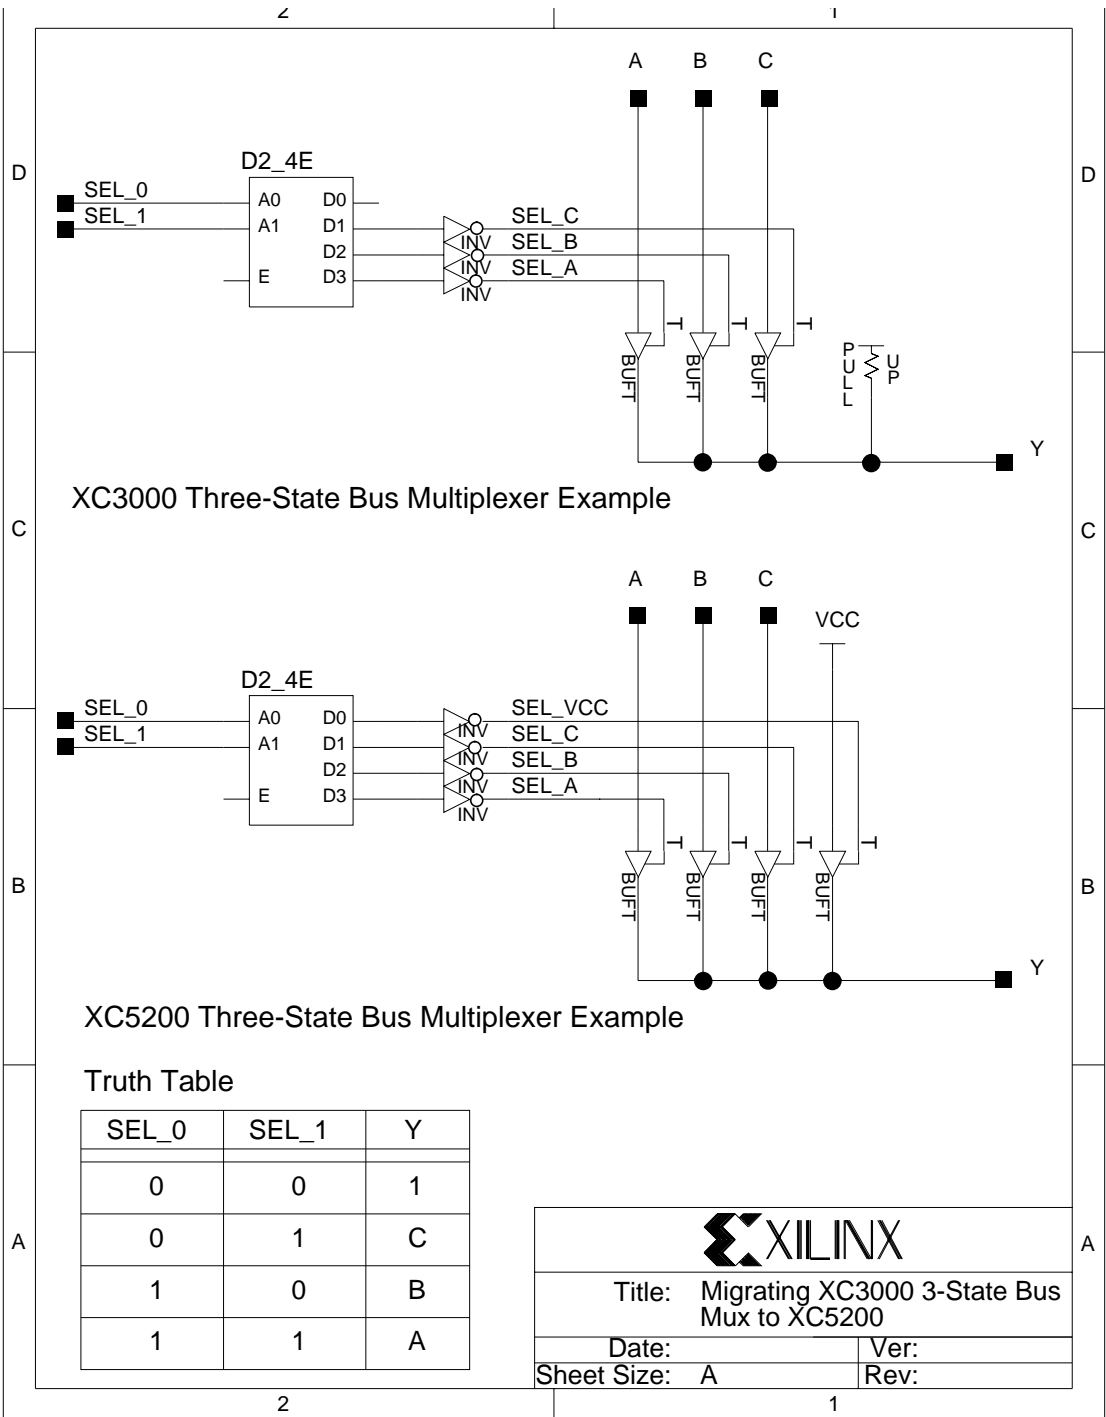 2 1
A B C
D2_4E
D D
SEL_0 A0 D0
SEL_1 A1 D1 SEL_C
D2 INV SEL_B
E D3 INV SEL_A
INV
T T T
BUFT BUFT BUFT PULL UP
Y
XC3000 Three-State Bus Multiplexer Example
C C
A B C
VCC
D2_4E
SEL_0 A0 D0 SEL_VCC
SEL_1 A1 D1 INV SEL_C
D2 INV SEL_B
E D3 INV SEL_A
INV
T T T T
BUFT BUFT BUFT BUFT
B B
Y
XC5200 Three-State Bus Multiplexer Example
Truth Table
SEL_0 SEL_1 Y
0 0 1
0 1 C
1 0 B
1 1 A
A A
XILINX
Title: Migrating XC3000 3-State Bus
Mux to XC5200
Date: Ver:
Sheet Size: A Rev:
2 1